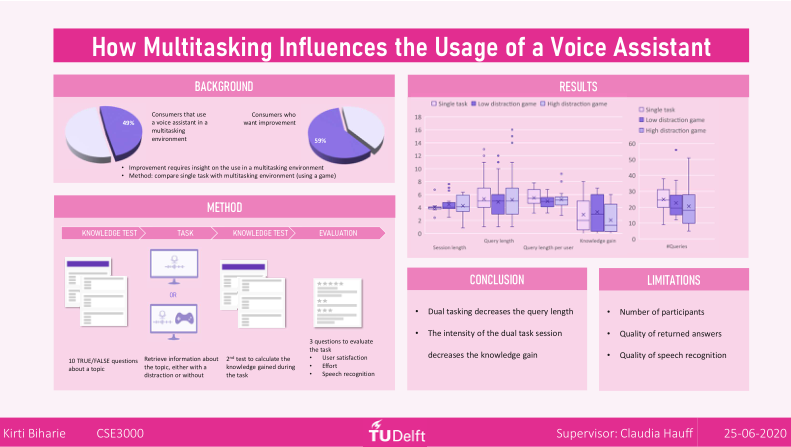 How Multitasking Influences the Usage of a Voice Assistant
BACKGROUND
49%
Consumers that use
a voice assistant in a
multitasking
environment
Consumers who
want improvement
59%
• Improvement requires insight on the use in a multitasking environment
• Method: compare single task with multitasking environment (using a game)
METHOD
KNOWLEDGE TEST
TASK
KNOWLEDGE TEST
EVALUATION
OR
10 TRUE/FALSE questions
about a topic
Retrieve information about
the topic, either with a
distraction or without
2nd test to calculate the
knowledge gained during
the task
3 questions to evaluate
the task
• User satisfaction
• Effort
• Speech recognition
RESULTS
Single task Low distraction game High distraction game
18
16
14
12
10
8
6
4
2
0
Session length
Query length
Query length per-user
Knowledge gain
Single task
Low distraction game
High distraction game
60
50
40
30
20
10
0
#Queries
CONCLUSION
• Dual tasking decreases the query length
• The intensity of the dual task session
decreases the knowledge gain
LIMITATIONS
• Number of participants
• Quality of returned answers
• Quality of speech recognition
Kirti Biharie CSE3000
TU Delft
Supervisor: Claudia Hauff 25-06-2020